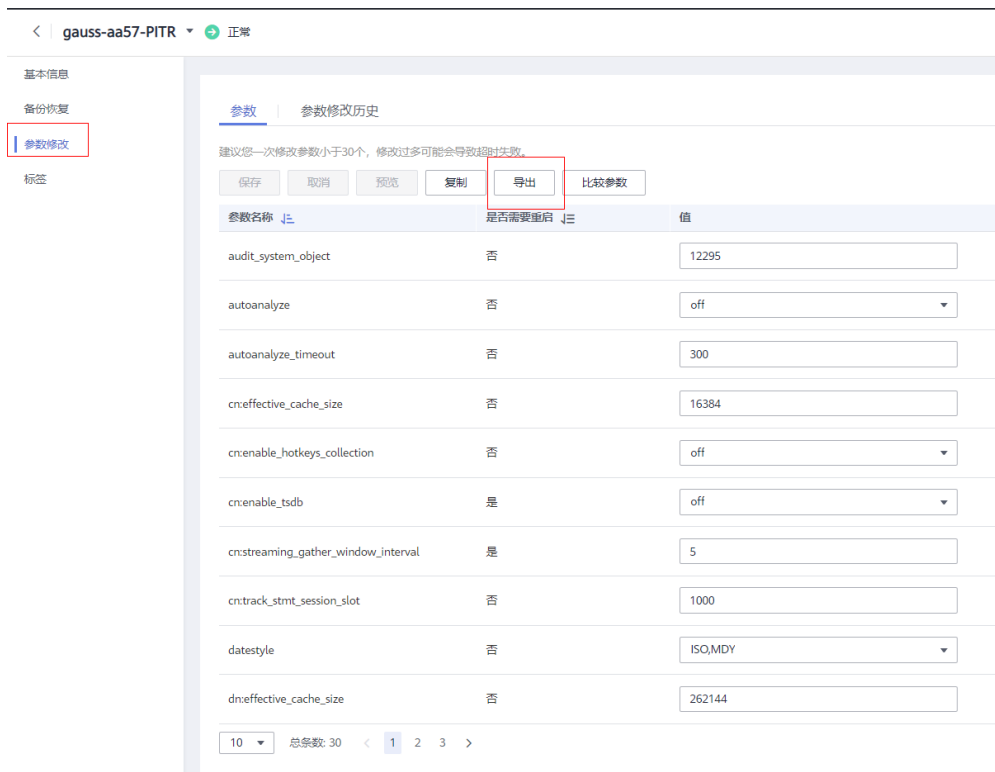 gauss-aa57-PITR 正常
基本信息
备份恢复
参数修改
标签
参数 参数修改历史
建议您一次修改参数小于30个，修改过多可能会导致超时失败。
保存 取消 预览 复制 导出 比较参数
参数名称 是否需要重启 值
audit_system_object 否 12295
autoanalyze 否 off
autoanalyze_timeout 否 300
cn:effective_cache_size 否 16384
cn:enable_hotkeys_collection 否 off
cn:enable_tsdb 是 off
cn:streaming_gather_window_interval 是 5
cn:track_stmt_session_slot 否 1000
datestyle 否 ISO,MDY
dn:effective_cache_size 否 262144
10 总条数: 30 < 1 2 3 >